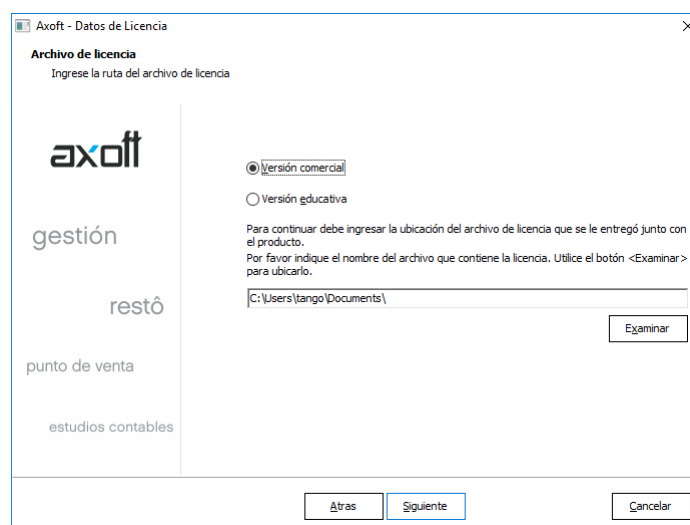 Axoft - Datos de Licencia
Archivo de licencia
Ingrese la ruta del archivo de licencia
axoft
gestión
restô
punto de venta
estudios contables
Versión comercial
Versión educativa
Para continuar debe ingresar la ubicación del archivo de licencia que se le entregó junto con
el producto.
Por favor indique el nombre del archivo que contiene la licencia. Utilice el botón <Examinar>
para ubicarlo.
C:\Users\tango\Documents\
Examinar
Atras
Siguiente
Cancelar